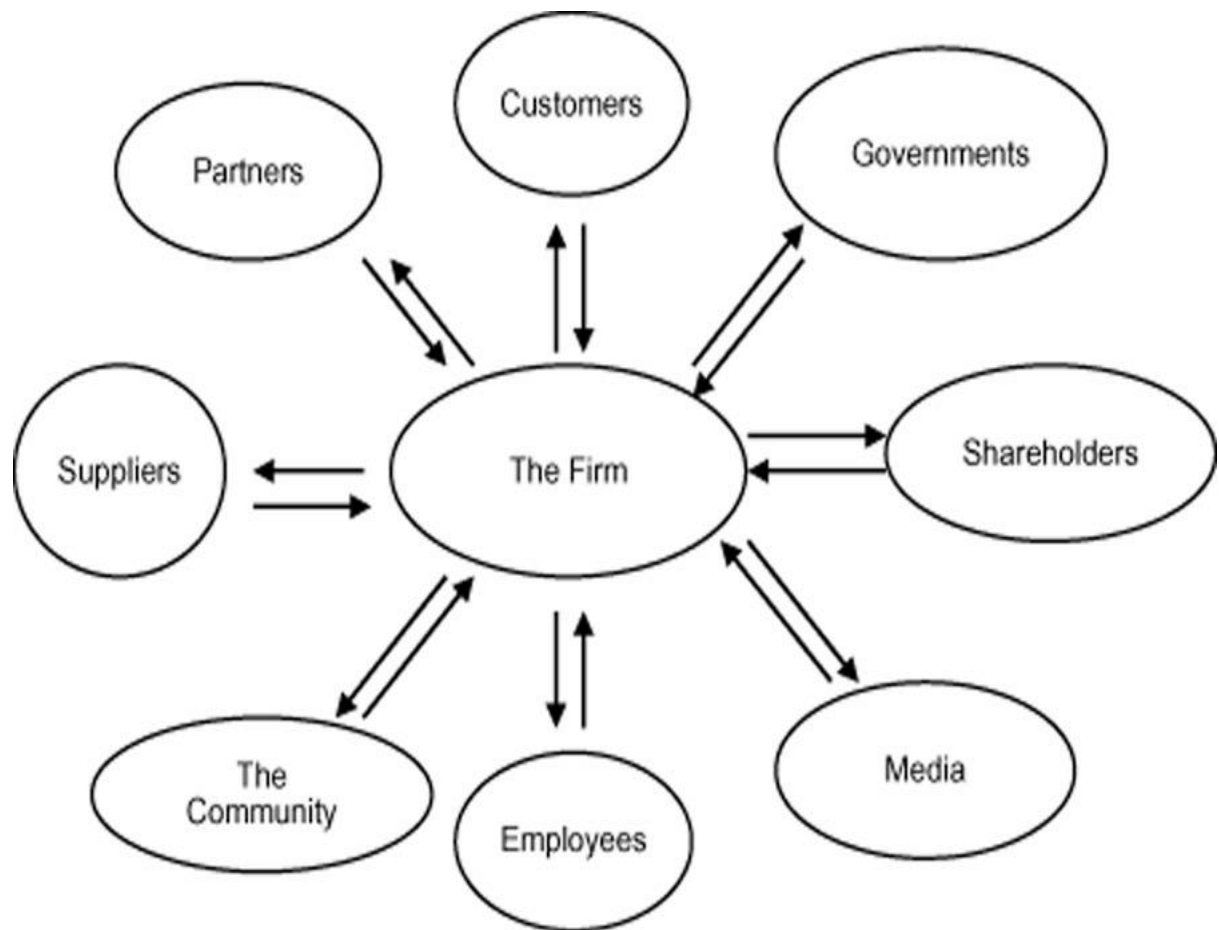 Customers
Governments
Partners
Shareholders
The Firm
Suppliers
Media
The
Community
Employees